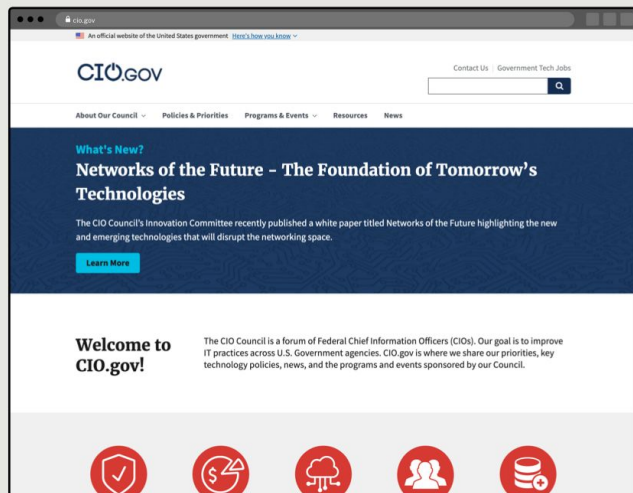 cio.gov
An official website of the United States government Here's how you know
CIO.GOV
Contact Us | Government Tech Jobs
About Our Council Policies & Priorities Programs & Events Resources News
What's New?
Networks of the Future – The Foundation of Tomorrow's
Technologies
The CIO Council's Innovation Committee recently published a white paper titled Networks of the Future highlighting the new
and emerging technologies that will disrupt the networking space.
Learn More
Welcome to
CIO.gov!
The CIO Council is a forum of Federal Chief Information Officers (CIOs). Our goal is to improve
IT practices across U.S. Government agencies. CIO.gov is where we share our priorities, key
technology policies, news, and the programs and events sponsored by our Council.
$